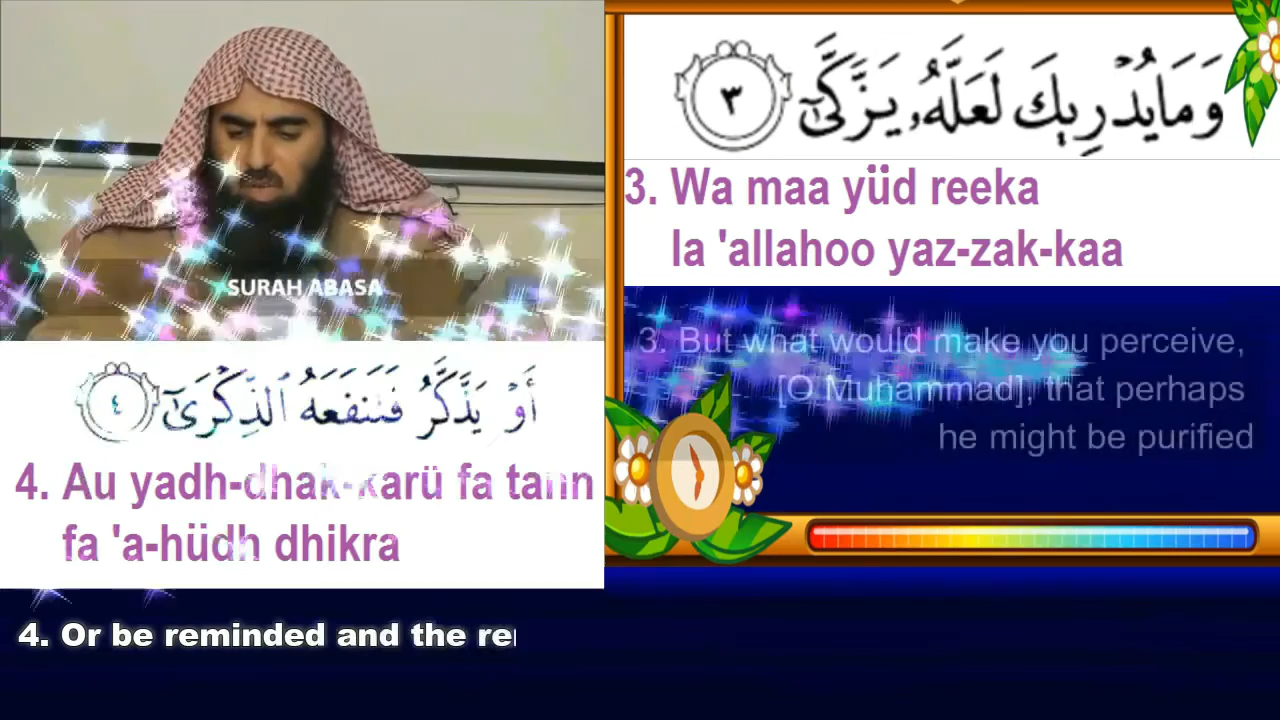 SURAH ABASA
أَوْ يَذَّكَّرُ فَتَنفَعَهُ ٱلذِّكْرَىٰٓ ٤
4. Au yadh-dhak-karü fa tann
fa 'a-hüdh dhikra
4. Or be reminded and the re
وَمَا يُدْرِيكَ لَعَلَّهُۥ يَزَّكَّىٰٓ ٣
3. Wa maa yüd reeka
la 'allahoo yaz-zak-kaa
3. But what would make you perceive,
[O Muhammad], that perhaps
he might be purified